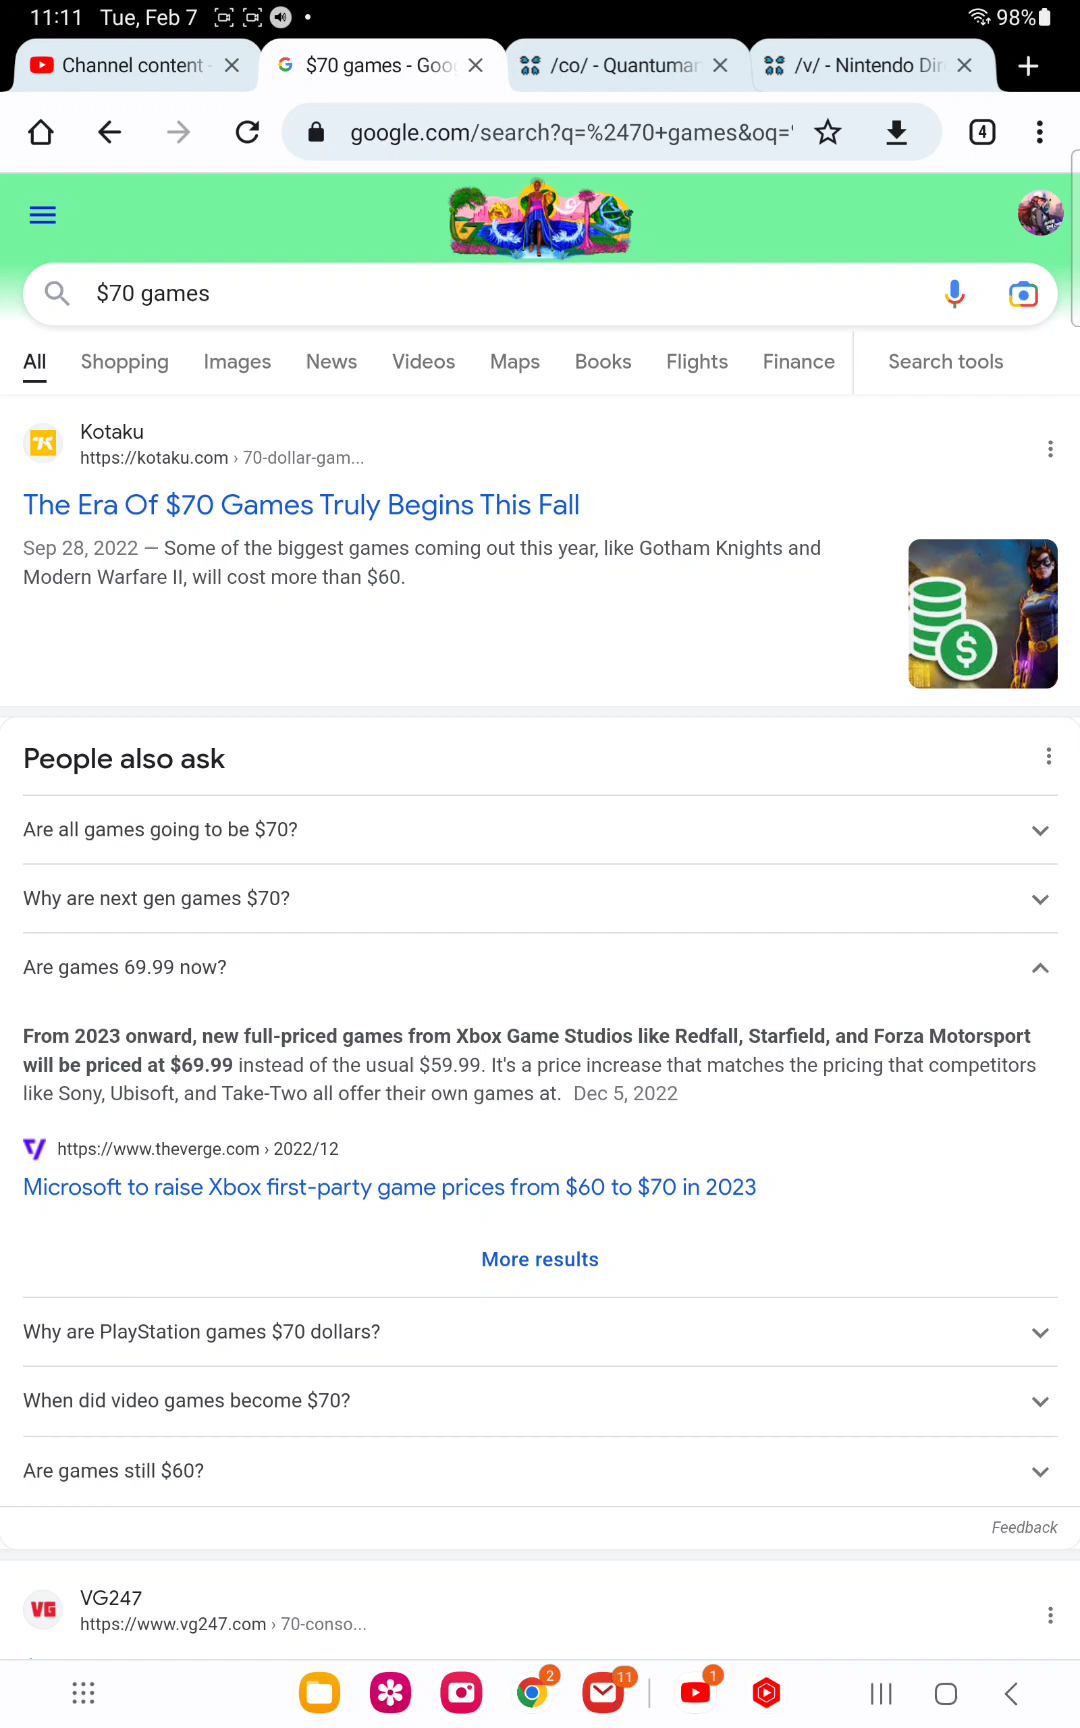 11:11 Tue, Feb 7
98%
Channel content -
$70 games - Goo
/co/ - Quantuman
/v/ - Nintendo Dir
google.com/search?q=%2470+games&oq='
4
$70 games
All Shopping Images News Videos Maps Books Flights Finance Search tools
Kotaku
https://kotaku.com › 70-dollar-gam...
The Era Of $70 Games Truly Begins This Fall
Sep 28, 2022 — Some of the biggest games coming out this year, like Gotham Knights and
Modern Warfare II, will cost more than $60.
$
People also ask
Are all games going to be $70?
Why are next gen games $70?
Are games 69.99 now?
From 2023 onward, new full-priced games from Xbox Game Studios like Redfall, Starfield, and Forza Motorsport
will be priced at $69.99 instead of the usual $59.99. It's a price increase that matches the pricing that competitors
like Sony, Ubisoft, and Take-Two all offer their own games at. Dec 5, 2022
https://www.theverge.com › 2022/12
Microsoft to raise Xbox first-party game prices from $60 to $70 in 2023
More results
Why are PlayStation games $70 dollars?
When did video games become $70?
Are games still $60?
Feedback
VG
VG247
https://www.vg247.com › 70-conso...
2
11
1